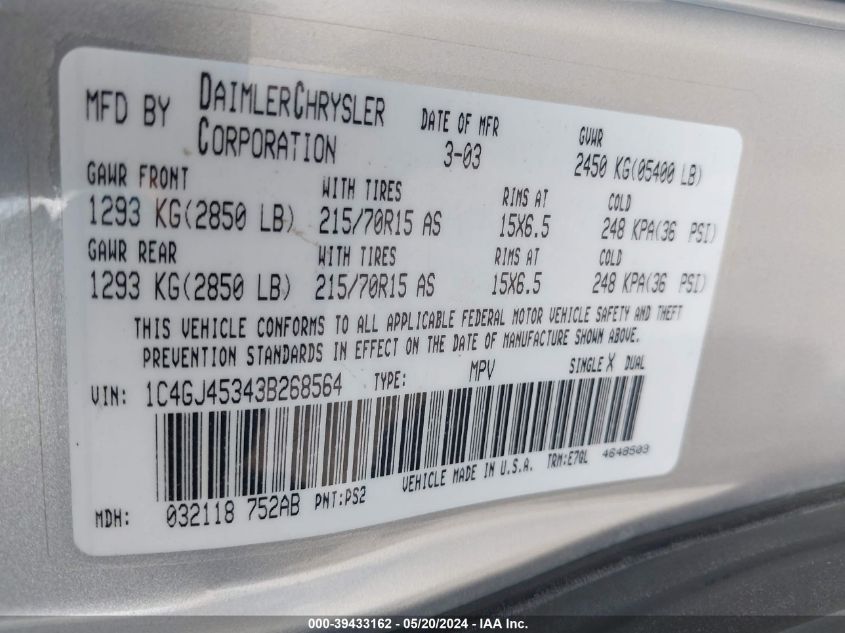 MFD BY DAIMLERCHRYSLER CORPORATION DATE OF MFR 3-03 GVWR 2450 KG(05400 LB)
GAWR FRONT WITH TIRES RIMS AT COLD
1293 KG(2850 LB) 215/70R15 AS 15X6.5 248 KPA(36 PSI)
GAWR REAR WITH TIRES RIMS AT COLD
1293 KG(2850 LB) 215/70R15 AS 15X6.5 248 KPA(36 PSI)
THIS VEHICLE CONFORMS TO ALL APPLICABLE FEDERAL MOTOR VEHICLE SAFETY AND THEFT
PREVENTION STANDARDS IN EFFECT ON THE DATE OF MANUFACTURE SHOWN ABOVE.
VIN: 1C4GJ45343B268564 TYPE: MPV SINGLE X DUAL
MDH: 032118 752AB PNT:PS2 VEHICLE MADE IN U.S.A. TRM:E7QL 4648503
000-39433162 - 05/20/2024 - IAA Inc.